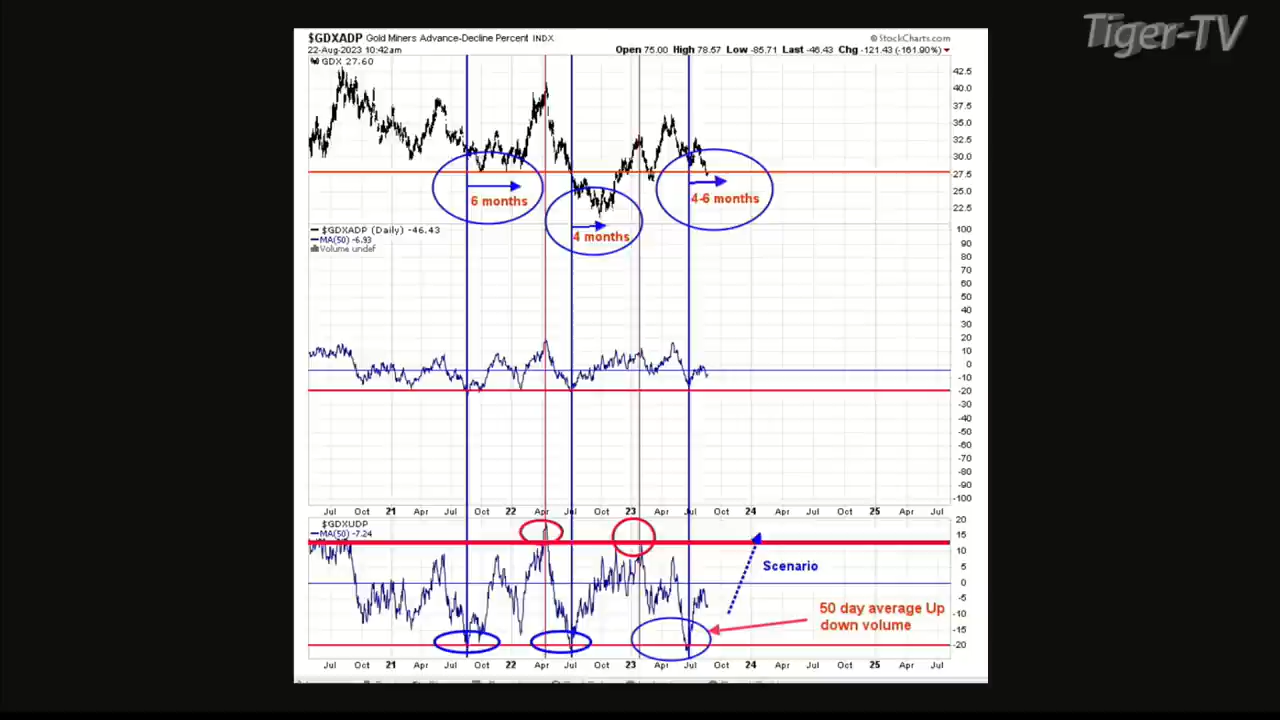 Tiger-TV
$GDXADP Gold Miners Advance-Decline Percent INDX
© StockCharts.com
22-Aug-2023 10:42am
Open 75.00 High 78.57 Low -85.71 Last -46.43 Chg -121.43 (-161.90%)
GDX 27.60
42.5
40.0
37.5
35.0
32.5
30.0
27.5
25.0
22.5
6 months
4 months
4-6 months
$GDXADP (Daily) -46.43
MA(50) -6.93
Volume undef
100
90
80
70
60
50
40
30
20
10
0
-10
-20
-30
-40
-50
-60
-70
-80
-90
-100
Jul Oct 21 Apr Jul Oct 22 Apr Jul Oct 23 Apr Jul Oct 24 Apr Jul Oct 25 Apr Jul
$GDXUDP
MA(50) -7.24
20
15
10
5
0
-5
-10
-15
-20
Scenario
50 day average Up
down volume
Jul Oct 21 Apr Jul Oct 22 Apr Jul Oct 23 Apr Jul Oct 24 Apr Jul Oct 25 Apr Jul